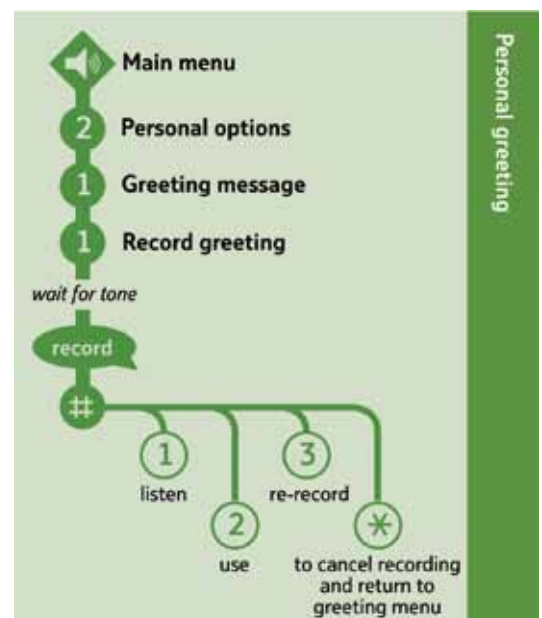 Main menu
2 Personal options
1 Greeting message
1 Record greeting
wait for tone
record
#
1
listen
2
use
3
re-record
*
to cancel recording
and return to
greeting menu
Personal greeting